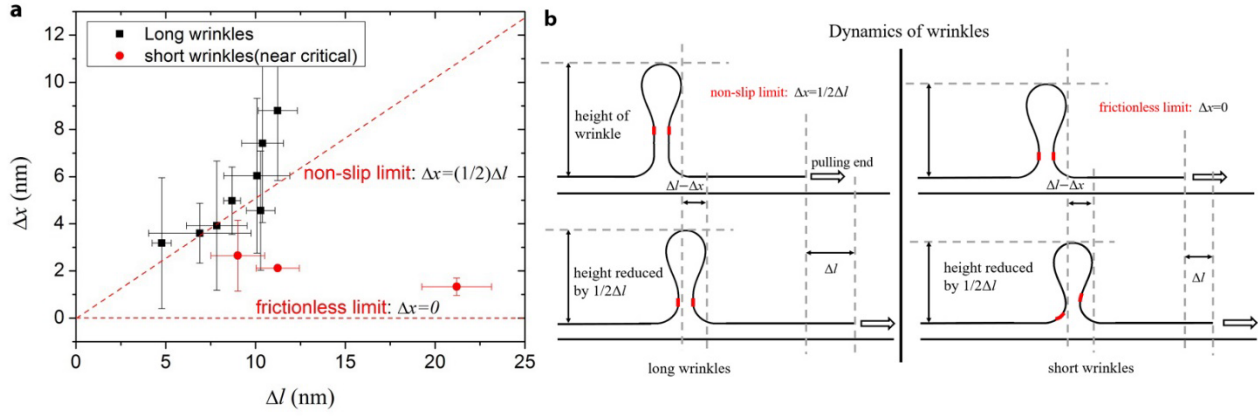 a
Δx (nm)
12
10
8
6
4
2
0
0
5
10
15
20
25
Δl (nm)
Long wrinkles
short wrinkles(near critical)
non-slip limit: Δx=(1/2)Δl
frictionless limit: Δx=0
b
Dynamics of wrinkles
non-slip limit: Δx=1/2Δl
height of
wrinkle
pulling end
Δl−Δx
height reduced
by 1/2Δl
Δl
long wrinkles
frictionless limit: Δx=0
Δl−Δx
height reduced
by 1/2Δl
Δl
short wrinkles